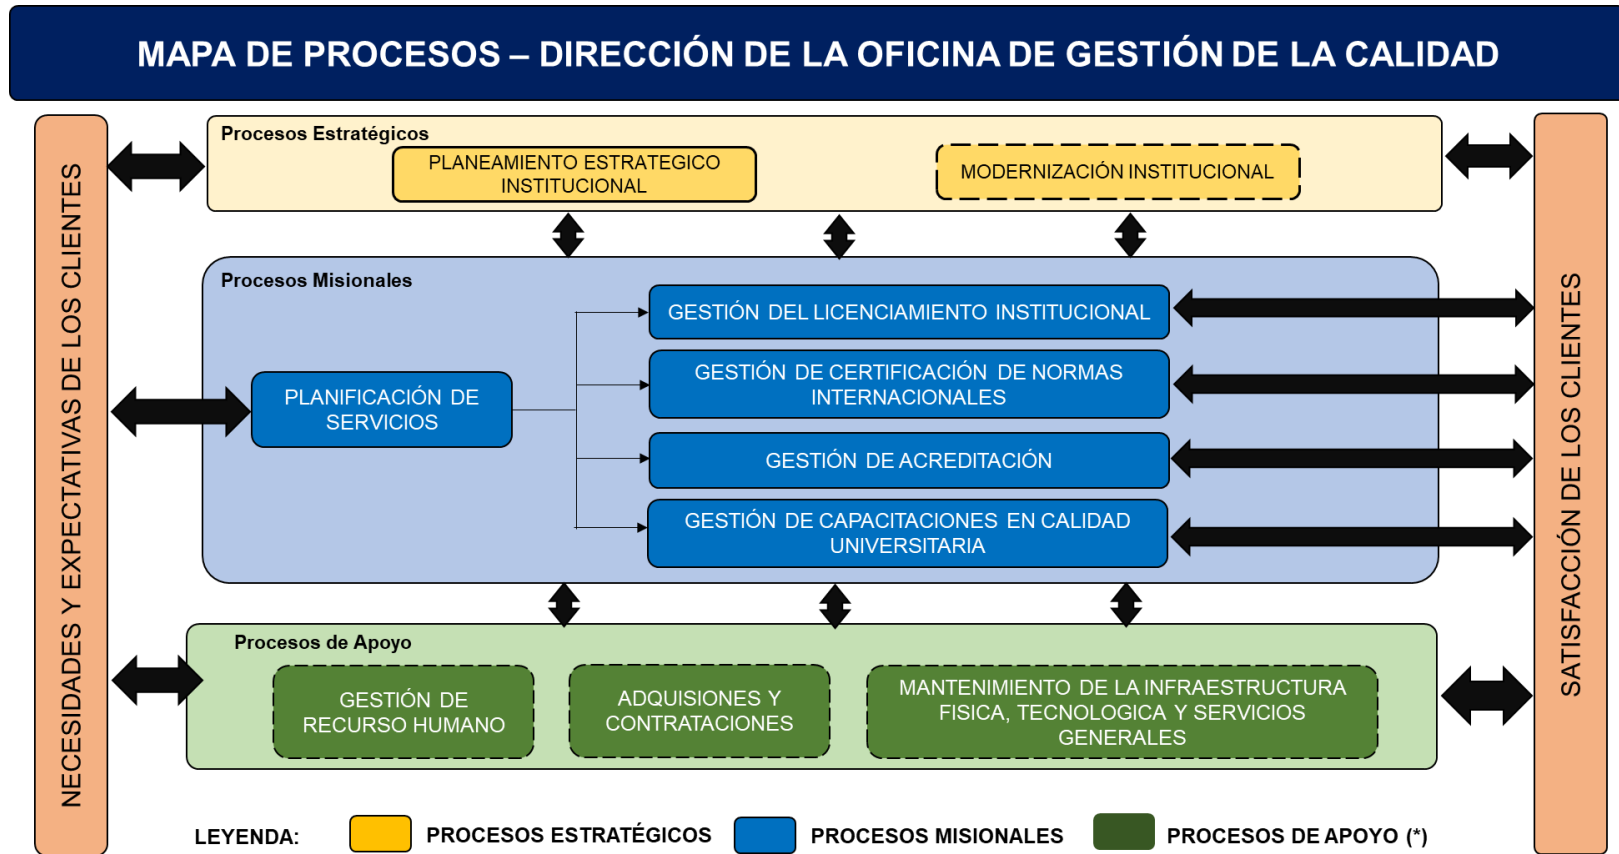 MAPA DE PROCESOS – DIRECCIÓN DE LA OFICINA DE GESTIÓN DE LA CALIDAD
NECESIDADES Y EXPECTATIVAS DE LOS CLIENTES
Procesos Estratégicos
PLANEAMIENTO ESTRATEGICO
INSTITUCIONAL
MODERNIZACIÓN INSTITUCIONAL
Procesos Misionales
PLANIFICACIÓN DE
SERVICIOS
GESTIÓN DEL LICENCIAMIENTO INSTITUCIONAL
GESTIÓN DE CERTIFICACIÓN DE NORMAS
INTERNACIONALES
GESTIÓN DE ACREDITACIÓN
GESTIÓN DE CAPACITACIONES EN CALIDAD
UNIVERSITARIA
Procesos de Apoyo
GESTIÓN DE
RECURSO HUMANO
ADQUISIONES Y
CONTRATACIONES
MANTENIMIENTO DE LA INFRAESTRUCTURA
FISICA, TECNOLOGICA Y SERVICIOS
GENERALES
SATISFACCIÓN DE LOS CLIENTES
LEYENDA:
PROCESOS ESTRATÉGICOS
PROCESOS MISIONALES
PROCESOS DE APOYO (*)